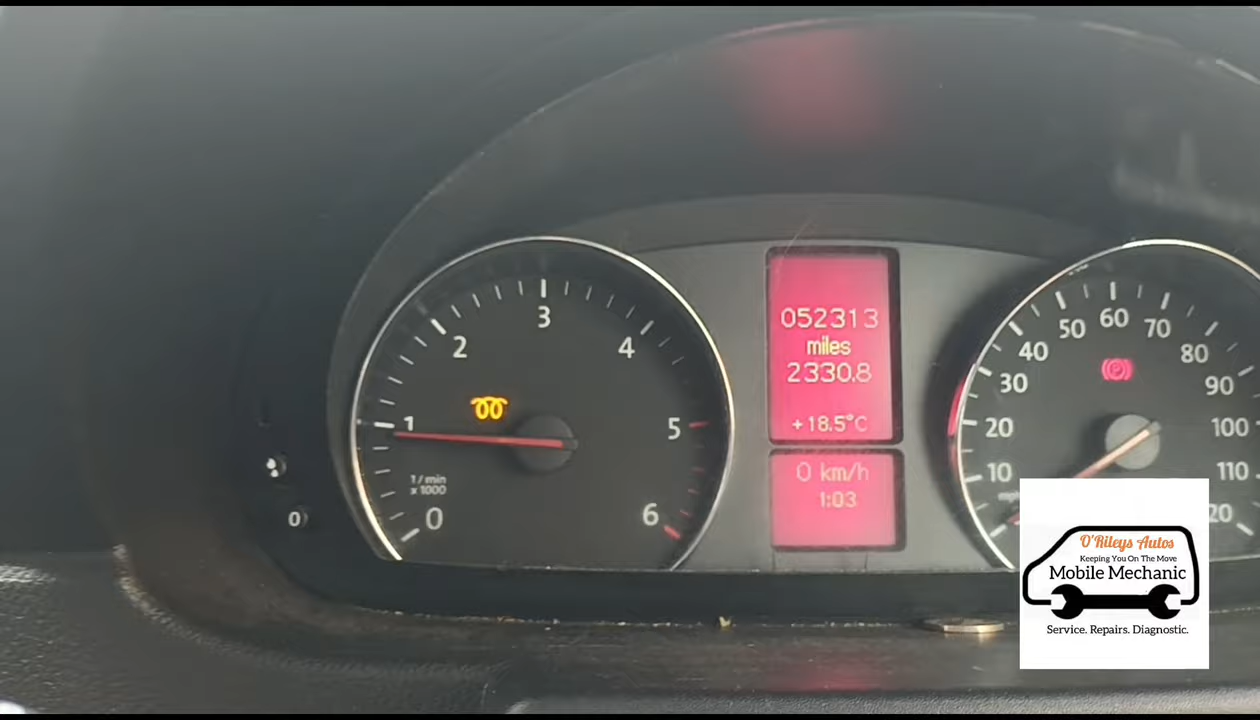 0
1
2
3
4
5
6
1/min
x 1000
0
052313
miles
2330.8
+18.5°C
0 km/h
1:03
10
20
30
40
50
60
70
80
90
100
110
20
(P)
O'Rileys Autos
Keeping You On The Move
Mobile Mechanic
Service. Repairs. Diagnostic.